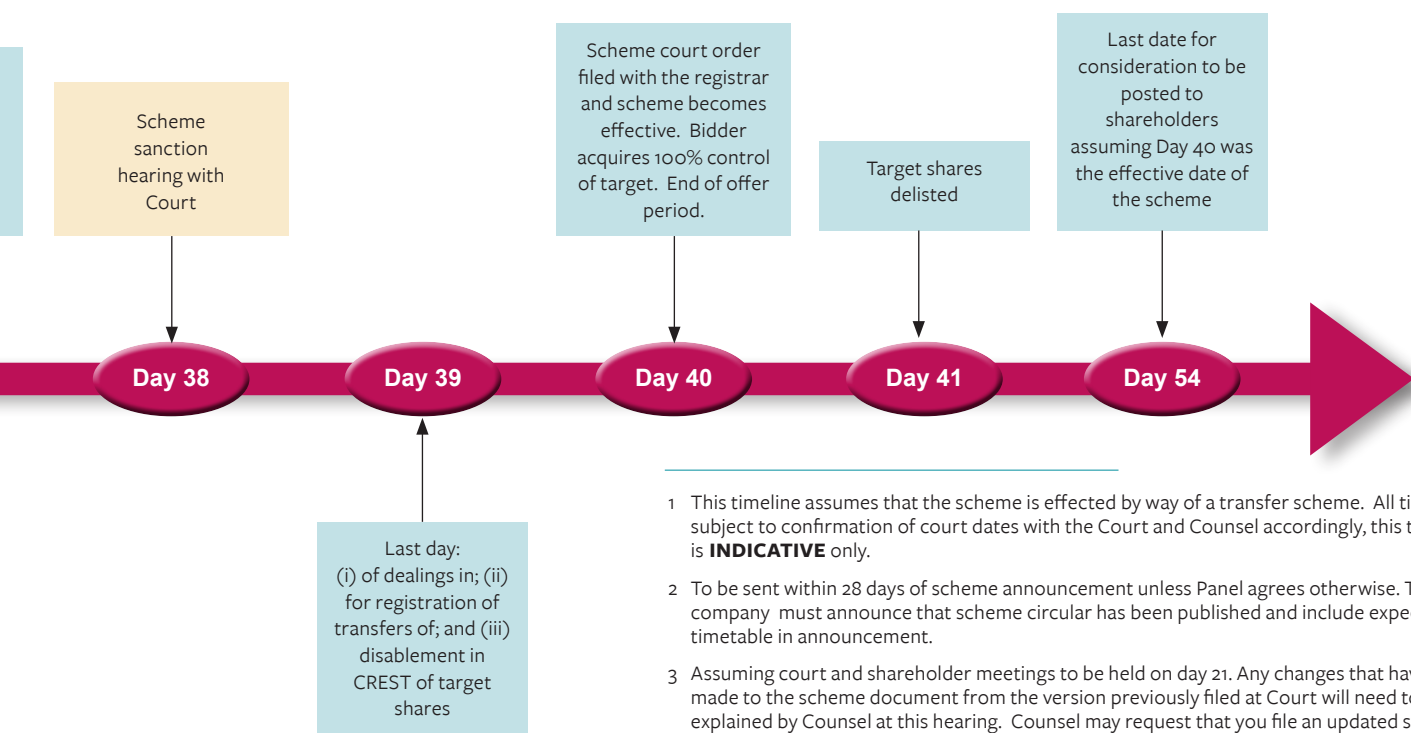 Scheme
sanction
hearing with
Court
Scheme court order
filed with the registrar
and scheme becomes
effective. Bidder
acquires 100% control
of target. End of offer
period.
Target shares
delisted
Last date for
consideration to be
posted to
shareholders
assuming Day 40 was
the effective date of
the scheme
Day 38
Day 39
Day 40
Day 41
Day 54
Last day:
(i) of dealings in; (ii)
for registration of
transfers of; and (iii)
disablement in
CREST of target
shares
1 This timeline assumes that the scheme is effected by way of a transfer scheme. All
subject to confirmation of court dates with the Court and Counsel accordingly, this
is INDICATIVE only.
2 To be sent within 28 days of scheme announcement unless Panel agrees otherwise.
company must announce that scheme circular has been published and include
timetable in announcement.
3 Assuming court and shareholder meetings to be held on day 21. Any changes that
made to the scheme document from the version previously filed at Court will need
explained by Counsel at this hearing. Counsel may request that you file an updated